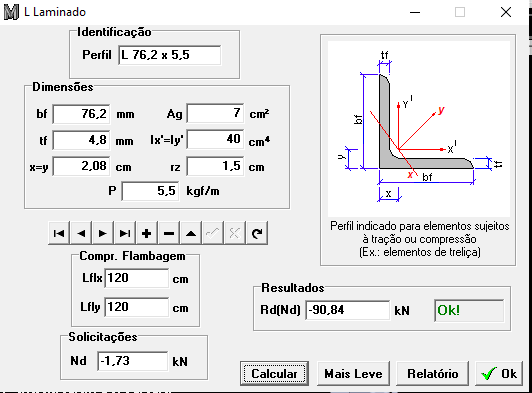 L Laminado
Identificação
Perfil L 76,2 x 5,5
Dimensões
bf 76,2 mm Ag 7 cm²
tf 4,8 mm Ix'=Iy' 40 cm⁴
x=y 2,08 cm rz 1,5 cm
P 5,5 kgf/m
tf
bf
Y'
y
X'
y
x
bf
tf
x
Perfil indicado para elementos sujeitos
à tração ou compressão
(Ex.: elementos de treliça)
Compr. Flambagem
Lflx 120 cm
Lfly 120 cm
Resultados
Rd(Nd) -90,84 kN Ok!
Solicitações
Nd -1,73 kN
Calcular Mais Leve Relatório Ok